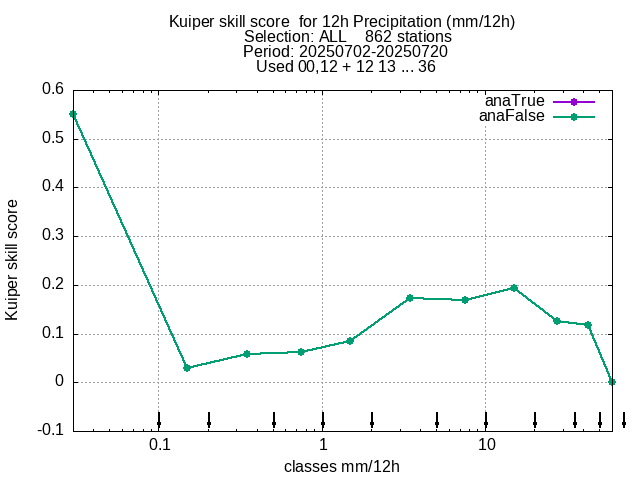 Kuiper skill score  for 12h Precipitation (mm/12h)
Selection: ALL    862 stations
Period: 20250702-20250720
Used 00,12 + 12 13 ... 36
anaTrue
anaFalse
0.6
0.5
0.4
0.3
0.2
0.1
0
-0.1
Kuiper skill score
0.1 1 10
classes mm/12h